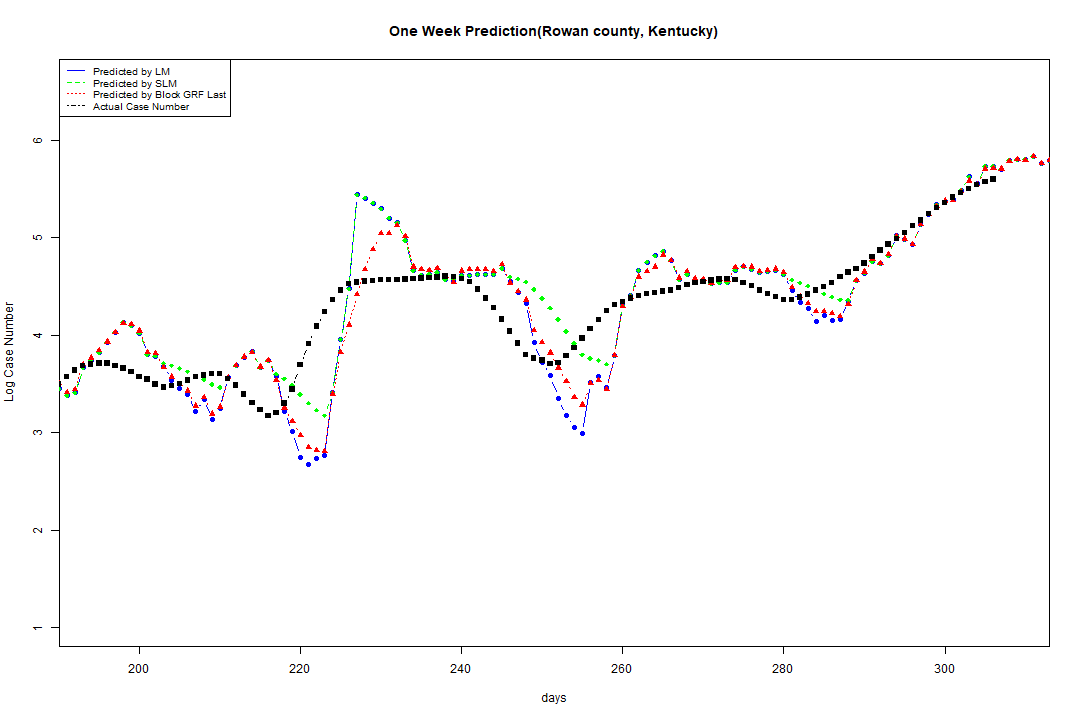 One Week Prediction(Rowan county, Kentucky)
Predicted by LM
Predicted by SLM
Predicted by Block GRF Last
Actual Case Number
Log Case Number
6
5
4
3
2
1
200 220 240 260 280 300
days